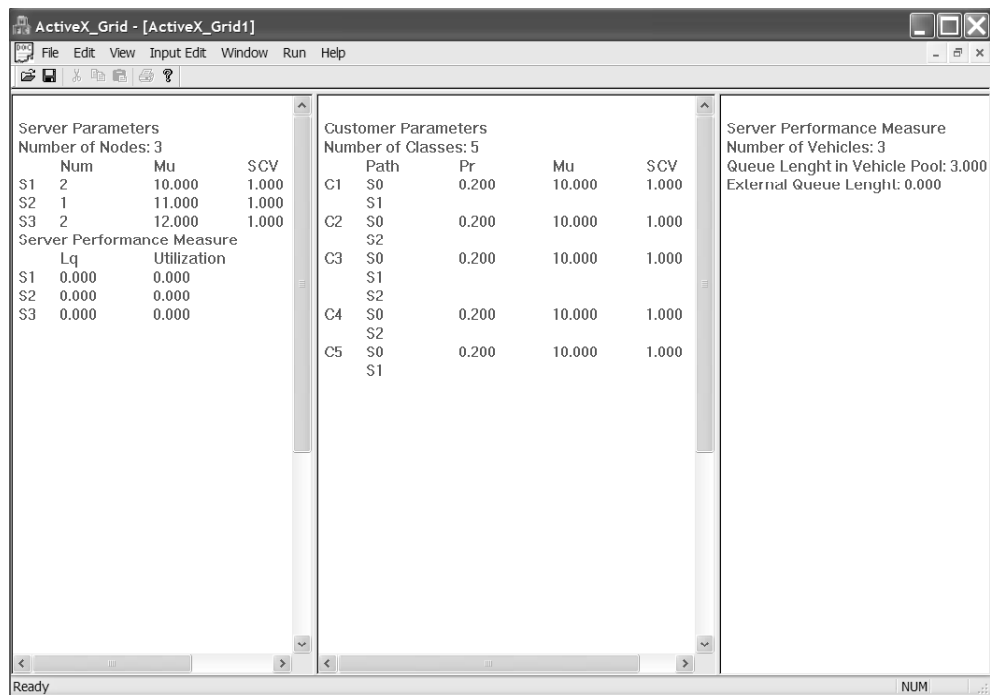 ActiveX_Grid - [ActiveX_Grid1]
File Edit View Input Edit Window Run Help
Server Parameters
Number of Nodes: 3
Num Mu SCV
S1 2 10.000 1.000
S2 1 11.000 1.000
S3 2 12.000 1.000
Server Performance Measure
Lq Utilization
S1 0.000 0.000
S2 0.000 0.000
S3 0.000 0.000
Customer Parameters
Number of Classes: 5
Path Pr Mu SCV
C1 S0 0.200 10.000 1.000
S1
C2 S0 0.200 10.000 1.000
S2
C3 S0 0.200 10.000 1.000
S1
S2
C4 S0 0.200 10.000 1.000
S2
C5 S0 0.200 10.000 1.000
S1
Server Performance Measure
Number of Vehicles: 3
Queue Lenght in Vehicle Pool: 3.000
External Queue Lenght: 0.000
Ready NUM